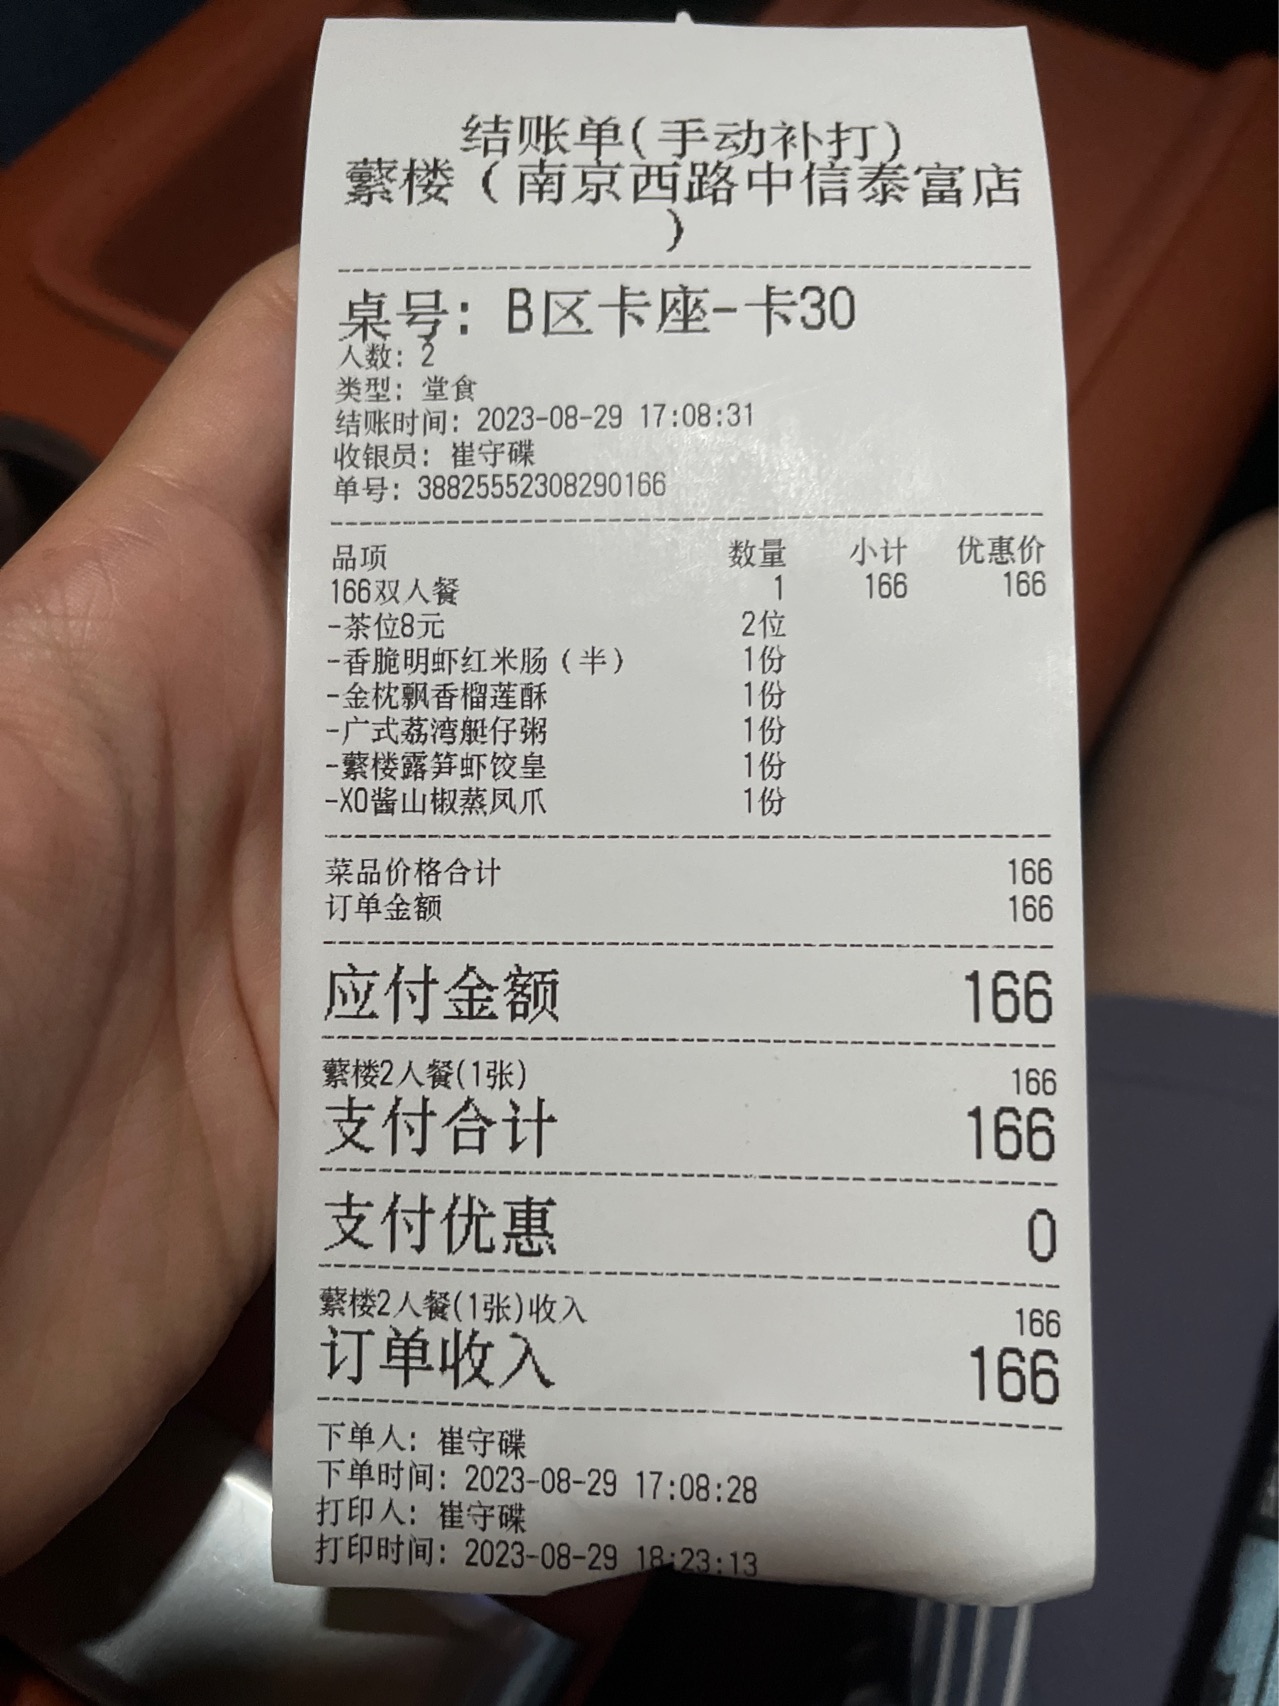 结账单(手动补打)
蘩楼（南京西路中信泰富店
）
桌号: B区卡座-卡30
人数: 2
类型: 堂食
结账时间: 2023-08-29 17:08:31
收银员: 崔守碟
单号: 38825552308290166
品项 数量 小计 优惠价
166双人餐 1 166 166
-茶位8元 2位
-香脆明虾红米肠（半） 1份
-金枕飘香榴莲酥 1份
-广式荔湾艇仔粥 1份
-蘩楼露笋虾饺皇 1份
-XO酱山椒蒸凤爪 1份
菜品价格合计 166
订单金额 166
应付金额 166
蘩楼2人餐(1张) 166
支付合计 166
支付优惠 0
蘩楼2人餐(1张)收入 166
订单收入 166
下单人: 崔守碟
下单时间: 2023-08-29 17:08:28
打印人: 崔守碟
打印时间: 2023-08-29 18:23:13